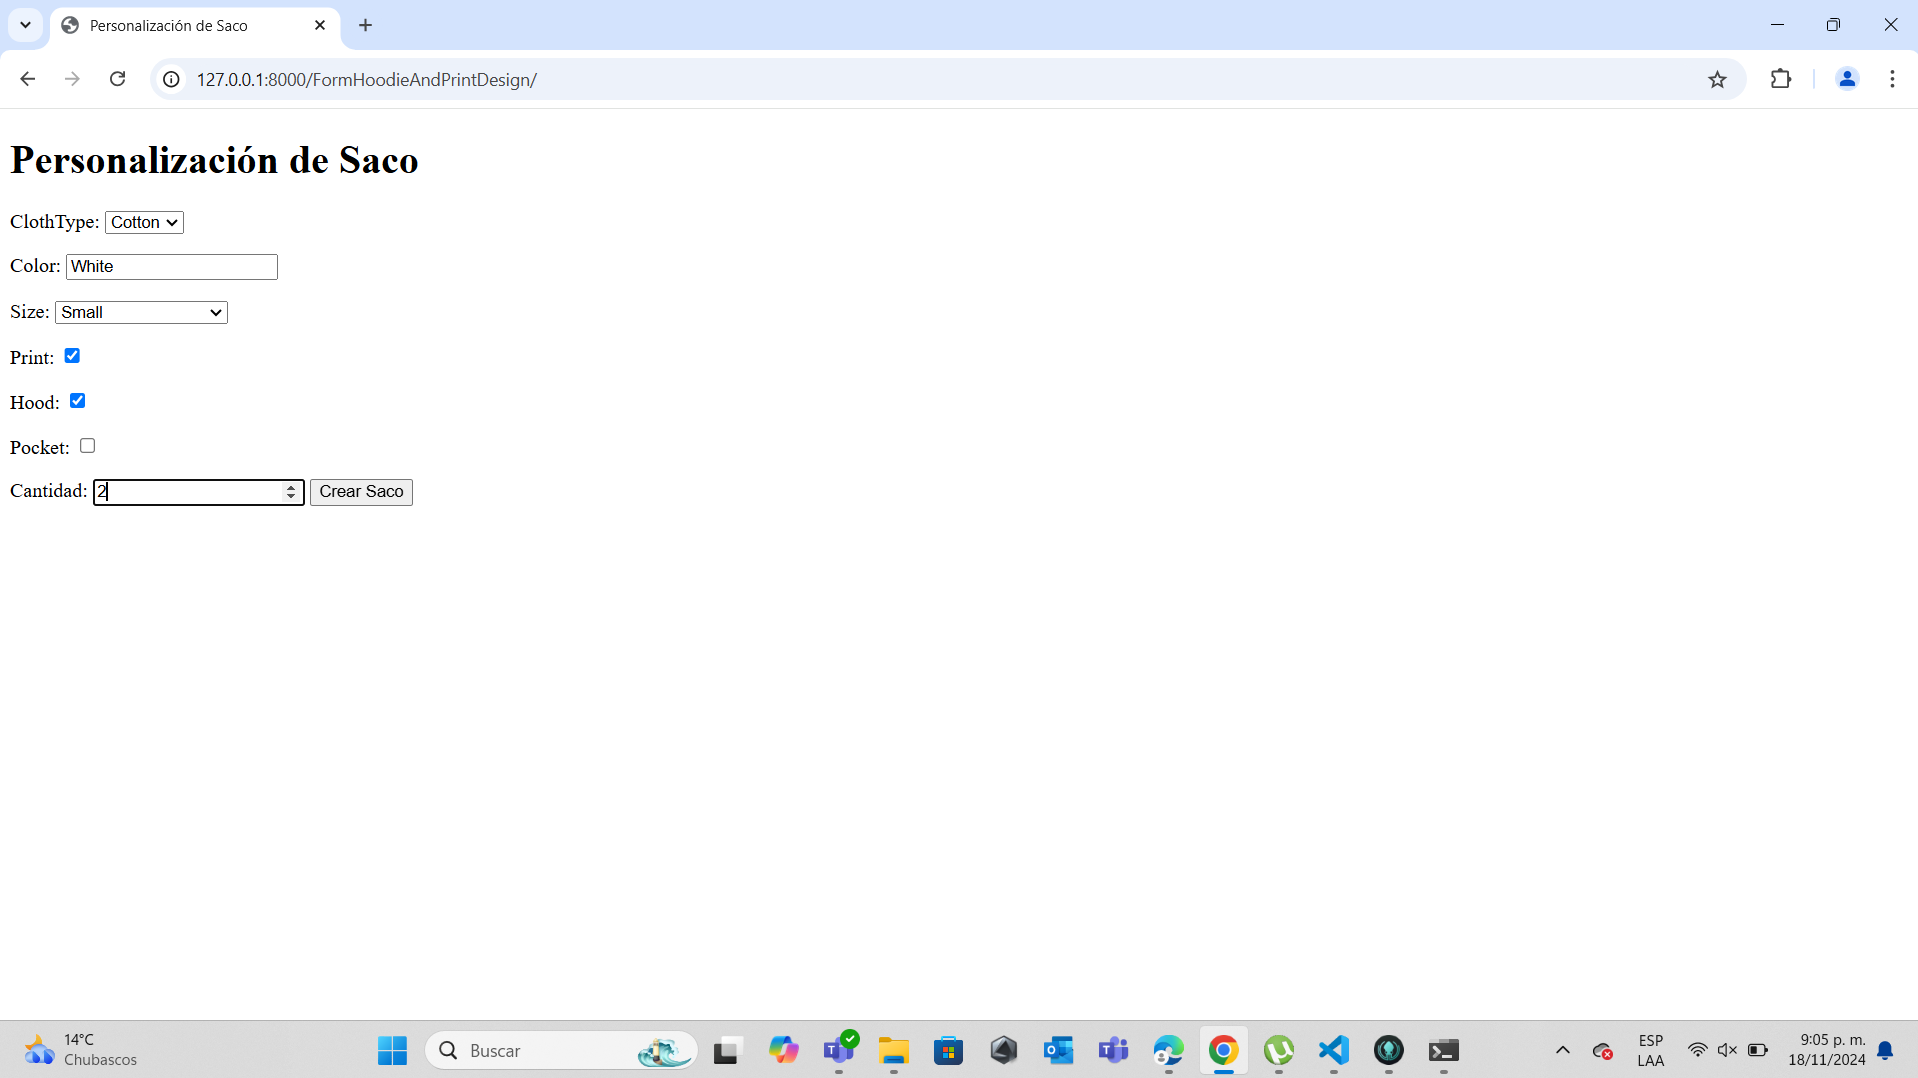 Personalización de Saco
127.0.0.1:8000/FormHoodieAndPrintDesign/
Personalización de Saco
ClothType: Cotton
Color: White
Size: Small
Print:
Hood:
Pocket:
Cantidad: 2 Crear Saco
14°C
Chubascos
Buscar
ESP
LAA
9:05 p. m.
18/11/2024